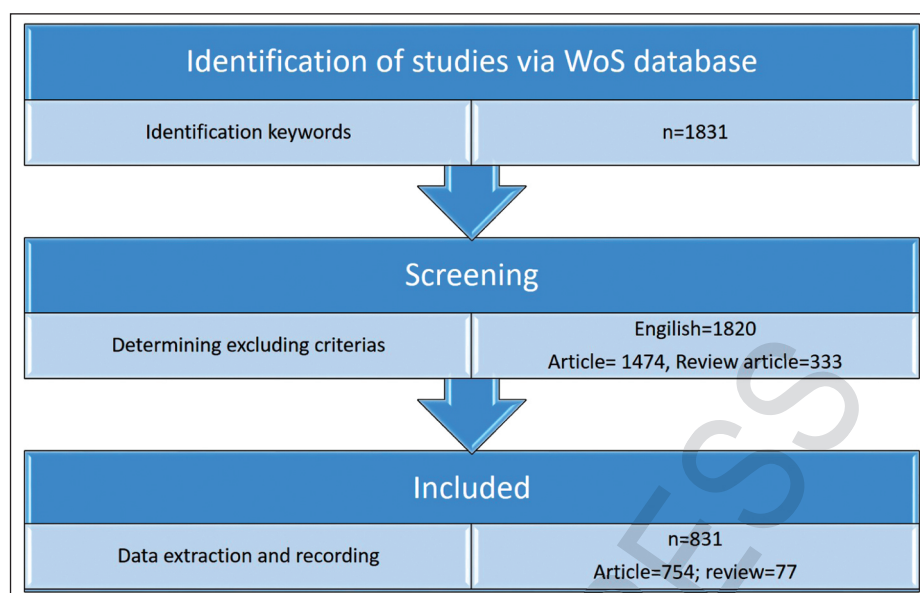 Identification of studies via WoS database
Identification keywords
n=1831
Screening
Determining excluding criterias
Engilish=1820
Article= 1474, Review article=333
Included
Data extraction and recording
n=831
Article=754; review=77